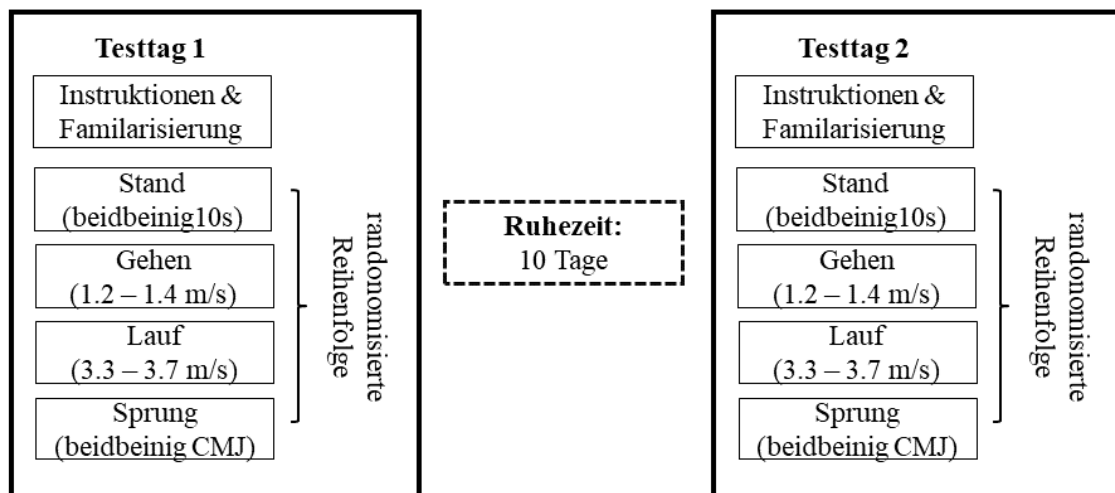 Testtag 1
Instruktionen &
Familarisierung
Stand
(beidbeinig10s)
Gehen
(1.2 – 1.4 m/s)
Lauf
(3.3 – 3.7 m/s)
Sprung
(beidbeinig CMJ)
randonomisierte
Reihenfolge
Ruhezeit:
10 Tage
Testtag 2
Instruktionen &
Familarisierung
Stand
(beidbeinig10s)
Gehen
(1.2 – 1.4 m/s)
Lauf
(3.3 – 3.7 m/s)
Sprung
(beidbeinig CMJ)
randonomisierte
Reihenfolge